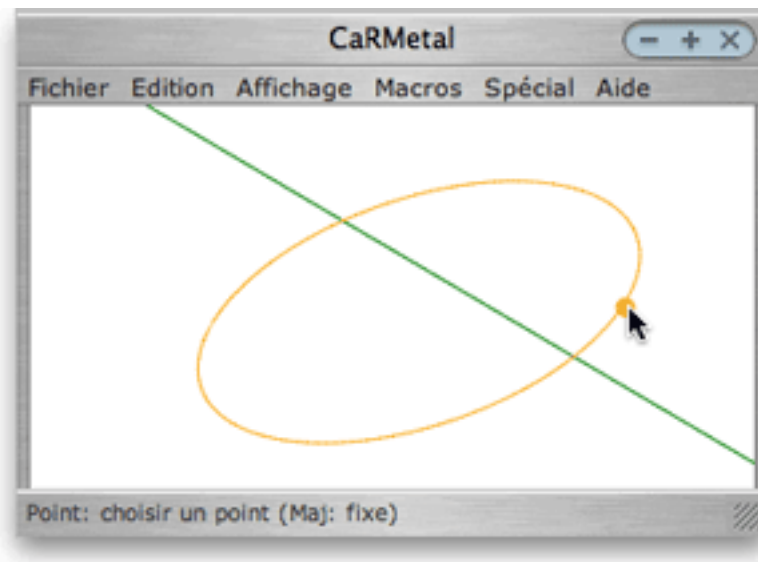 CaRMetal
Fichier Edition Affichage Macros Spécial Aide
Point: choisir un point (Maj: fixe)